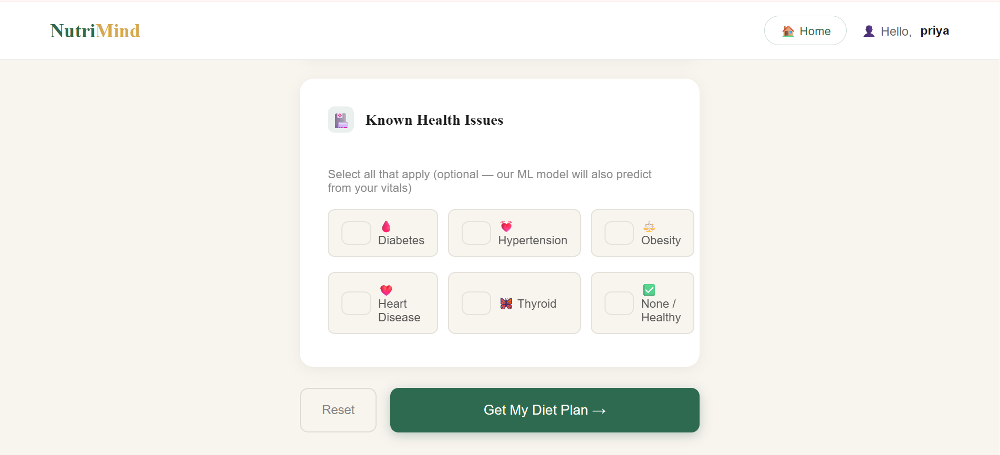 NutriMind
Home
Hello, priya
Known Health Issues
Select all that apply (optional — our ML model will also predict
from your vitals)
Diabetes
Hypertension
Obesity
Heart
Disease
Thyroid
None /
Healthy
Reset
Get My Diet Plan →